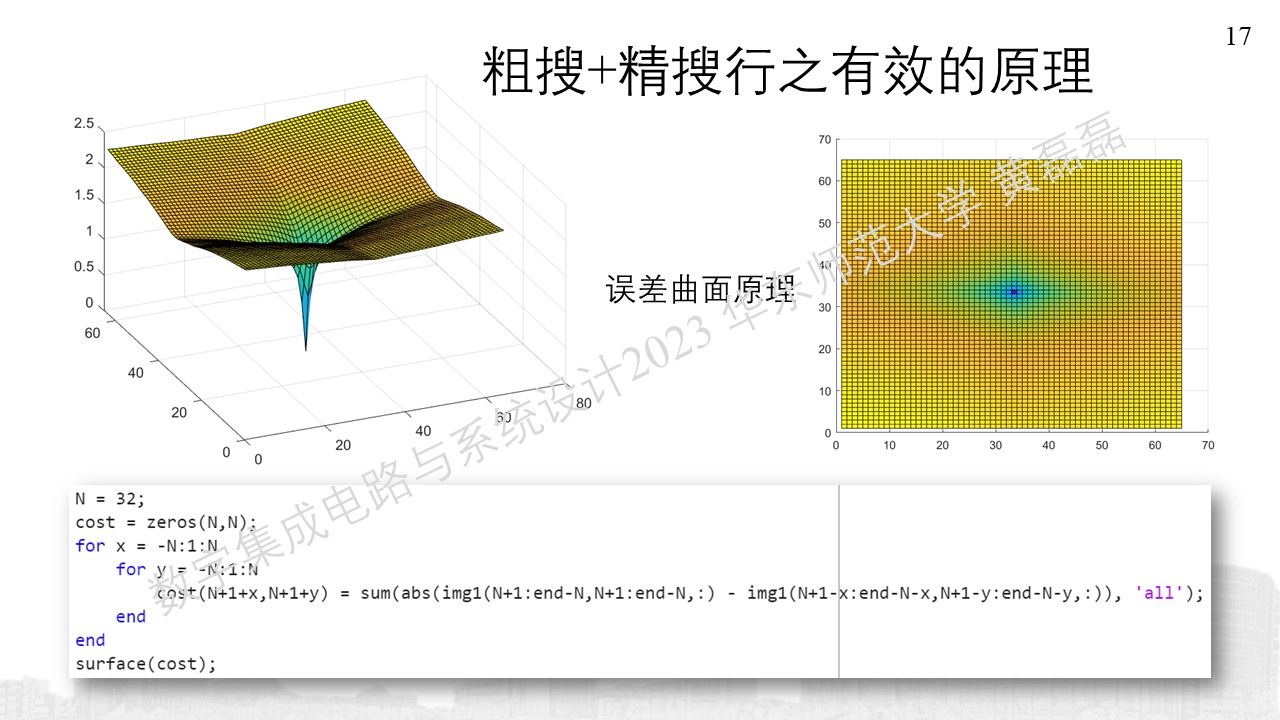 17
粗搜+精搜行之有效的原理
2.5
2
1.5
1
0.5
0
60
40
20
0
0
20
40
60
80
误差曲面原理
70
60
50
40
30
20
10
0
0
10
20
30
40
50
60
70
数字集成电路与系统设计2023 华东师范大学 黄磊磊
N = 32;
cost = zeros(N,N);
for x = -N:1:N
for y = -N:1:N
cost(N+1+x,N+1+y) = sum(abs(img1(N+1:end-N,N+1:end-N,:) - img1(N+1-x:end-N-x,N+1-y:end-N-y,:)), 'all');
end
end
surface(cost);